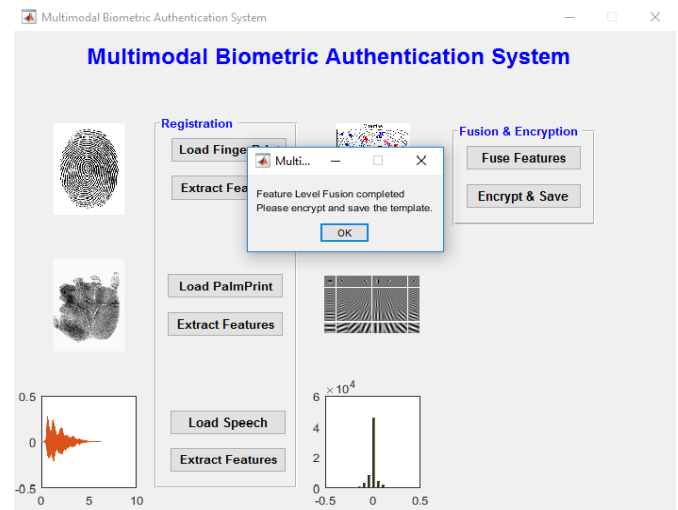 Multimodal Biometric Authentication System
Multimodal Biometric Authentication System
Registration
Load Finge
Extract Fea
Load PalmPrint
Extract Features
Load Speech
Extract Features
Fusion & Encryption
Fuse Features
Encrypt & Save
Multi...
Feature Level Fusion completed
Please encrypt and save the template.
OK
0.5
0
-0.5
0 5 10
×10^4
6
4
2
0
-0.5 0 0.5